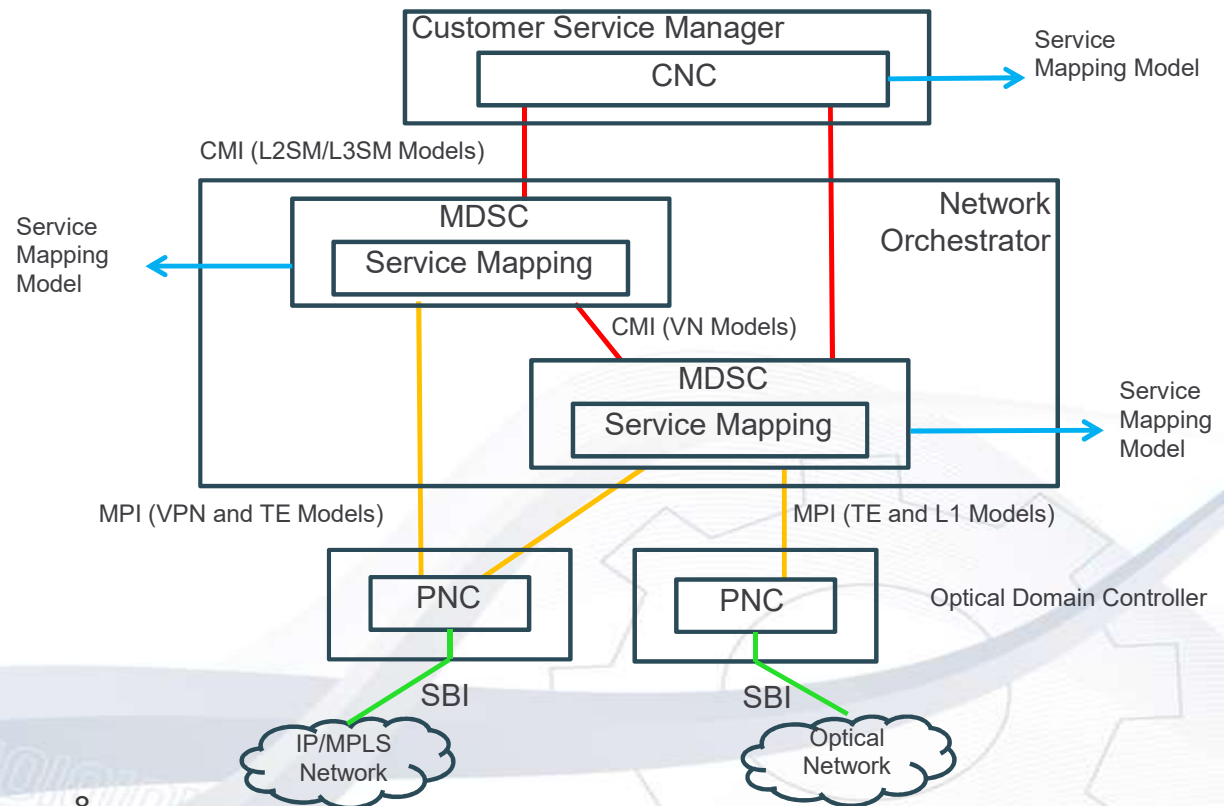 Customer Service Manager
CNC
Service
Mapping Model
CMI (L2SM/L3SM Models)
Network
Orchestrator
MDSC
Service Mapping
Service
Mapping
Model
CMI (VN Models)
MDSC
Service Mapping
Service
Mapping
Model
MPI (VPN and TE Models)
MPI (TE and L1 Models)
PNC
PNC
Optical Domain Controller
SBI
SBI
IP/MPLS
Network
Optical
Network
8